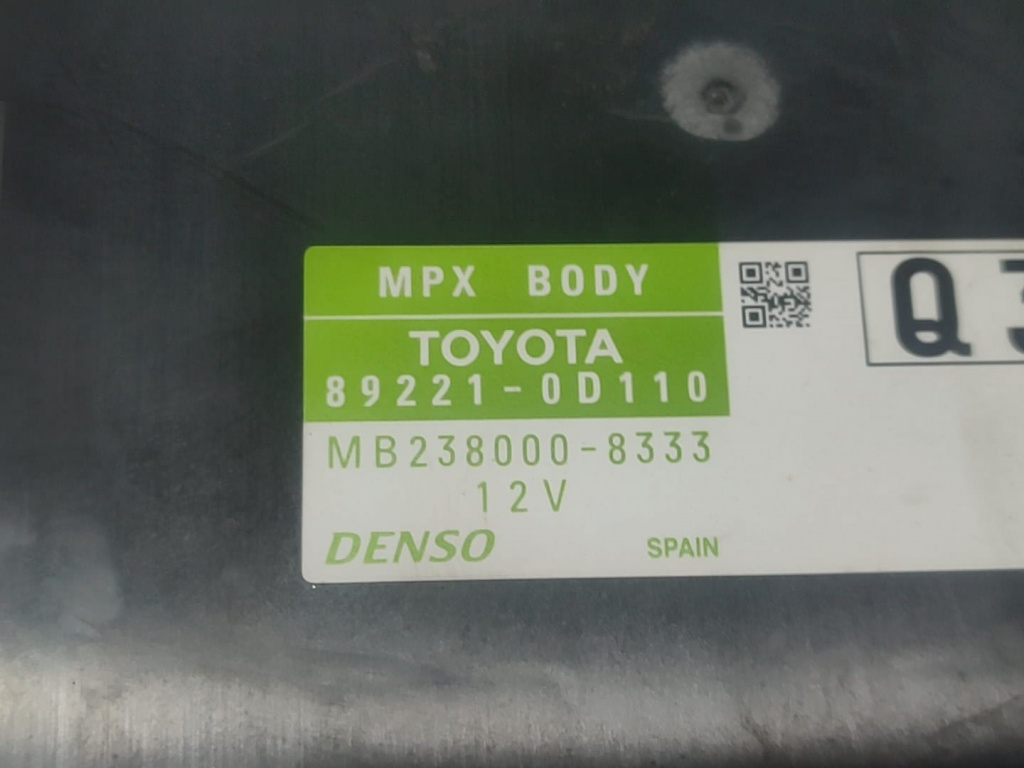 MPX BODY
TOYOTA
89221-0D110
MB238000-8333
12V
DENSO SPAIN
Q